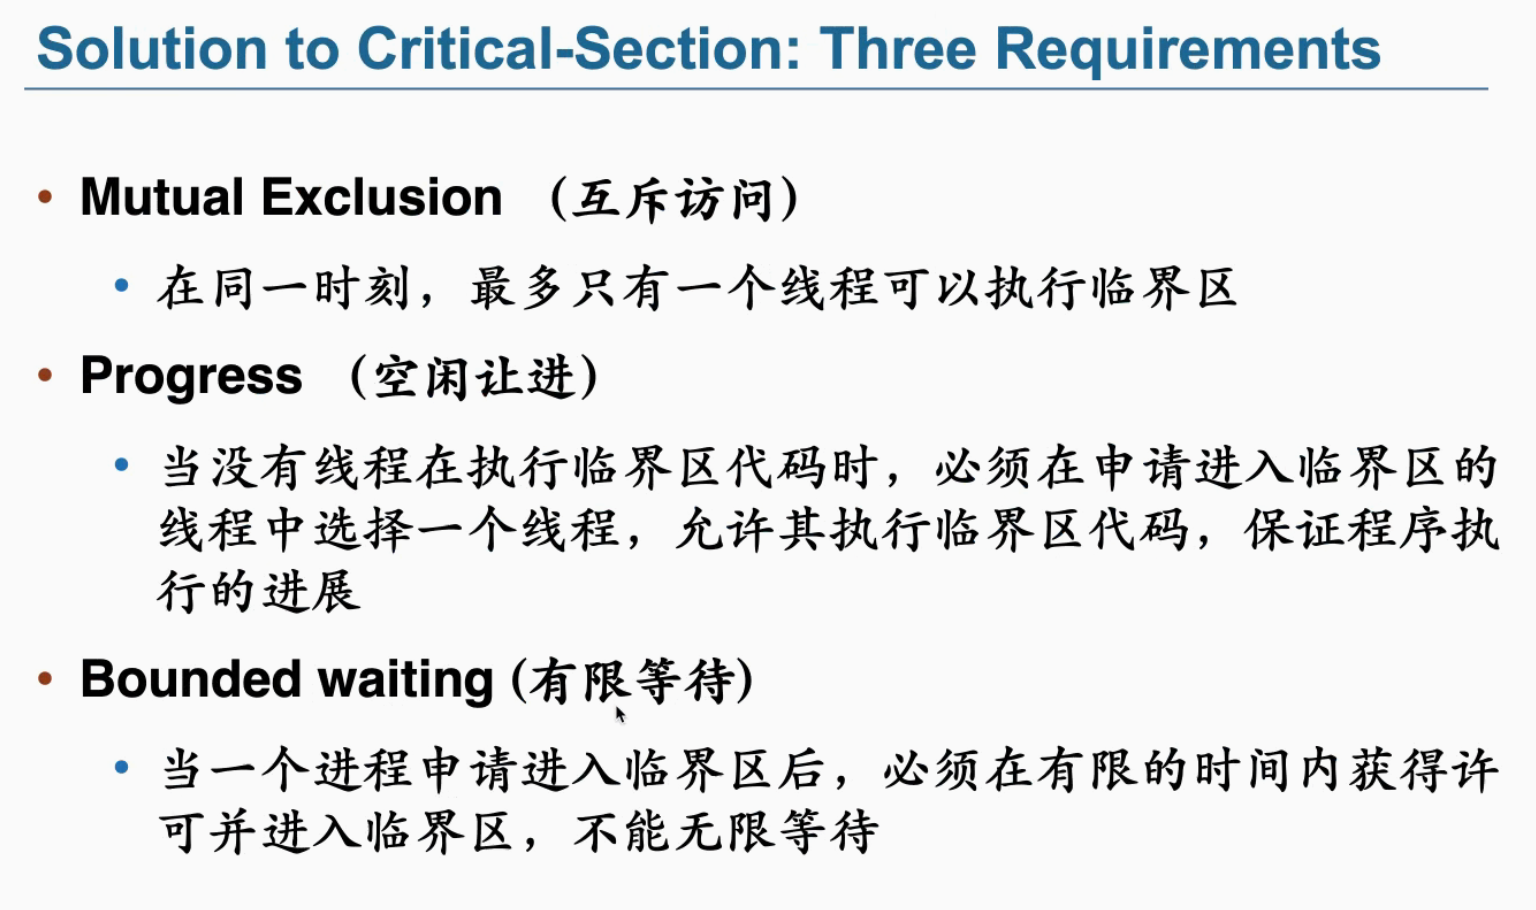 Solution to Critical-Section: Three Requirements
• Mutual Exclusion （互斥访问）
• 在同一时刻，最多只有一个线程可以执行临界区
• Progress （空闲让进）
• 当没有线程在执行临界区代码时，必须在申请进入临界区的
线程中选择一个线程，允许其执行临界区代码，保证程序执
行的进展
• Bounded waiting (有限等待)
• 当一个进程申请进入临界区后，必须在有限的时间内获得许
可并进入临界区，不能无限等待